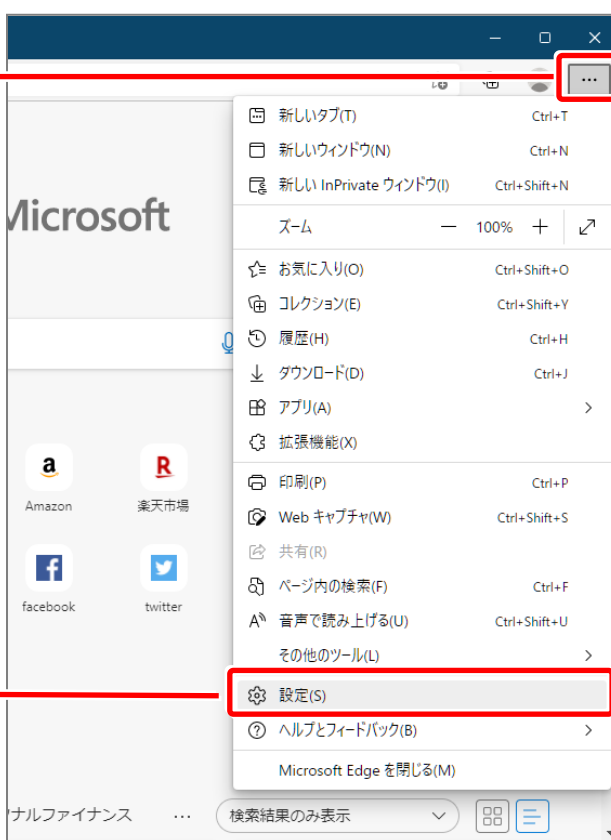 Microsoft
新しいタブ(T) Ctrl+T
新しいウィンドウ(N) Ctrl+N
新しい InPrivate ウィンドウ(I) Ctrl+Shift+N
ズーム — 100% +
お気に入り(O) Ctrl+Shift+O
コレクション(E) Ctrl+Shift+Y
履歴(H) Ctrl+H
ダウンロード(D) Ctrl+J
アプリ(A)
拡張機能(X)
印刷(P) Ctrl+P
Web キャプチャ(W) Ctrl+Shift+S
共有(R)
ページ内の検索(F) Ctrl+F
音声で読み上げる(U) Ctrl+Shift+U
その他のツール(L)
設定(S)
ヘルプとフィードバック(B)
Microsoft Edge を閉じる(M)
Amazon
楽天市場
facebook
twitter
ナルファイナンス … 検索結果のみ表示